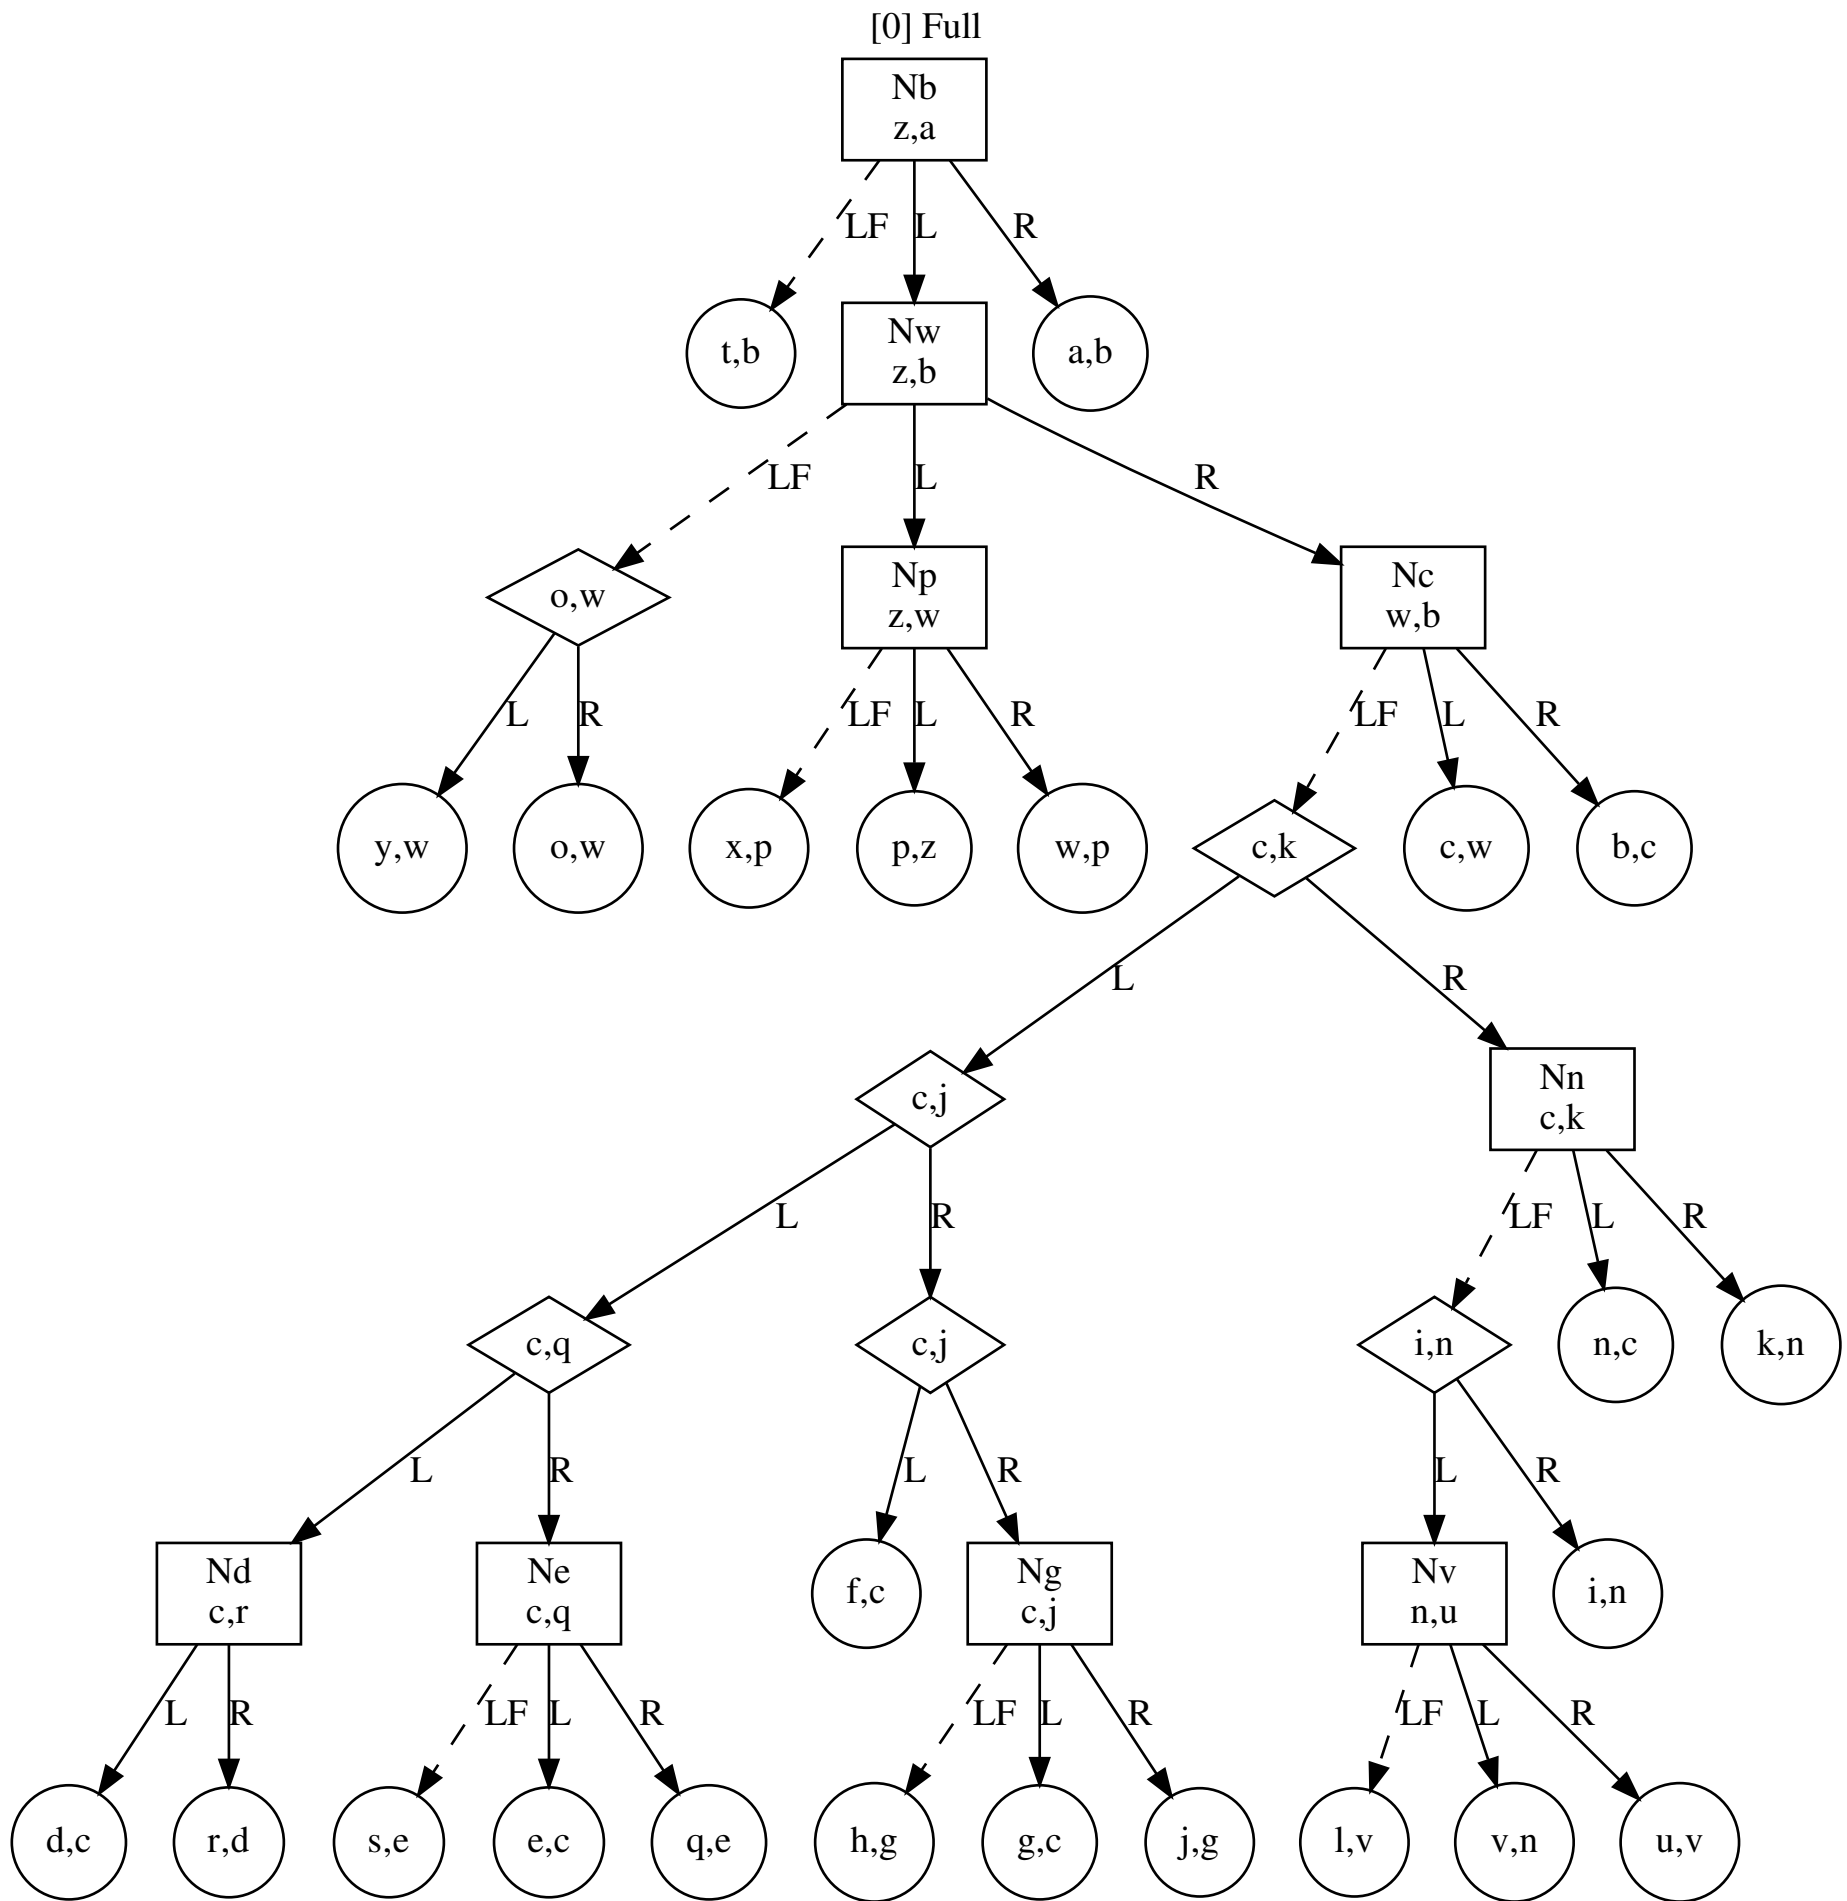 [0] Full
Nb
z,a
LF
L
R
t,b
Nw
z,b
a,b
LF
L
R
o,w
Np
z,w
Nc
w,b
L
R
LF
L
R
LF
L
R
y,w
o,w
x,p
p,z
w,p
c,k
c,w
b,c
L
R
c,j
Nn
c,k
L
R
LF
L
R
c,q
c,j
i,n
n,c
k,n
L
R
L
R
L
R
Nd
c,r
Ne
c,q
f,c
Ng
c,j
Nv
n,u
i,n
L
R
LF
L
R
LF
L
R
LF
L
R
d,c
r,d
s,e
e,c
q,e
h,g
g,c
j,g
l,v
v,n
u,v